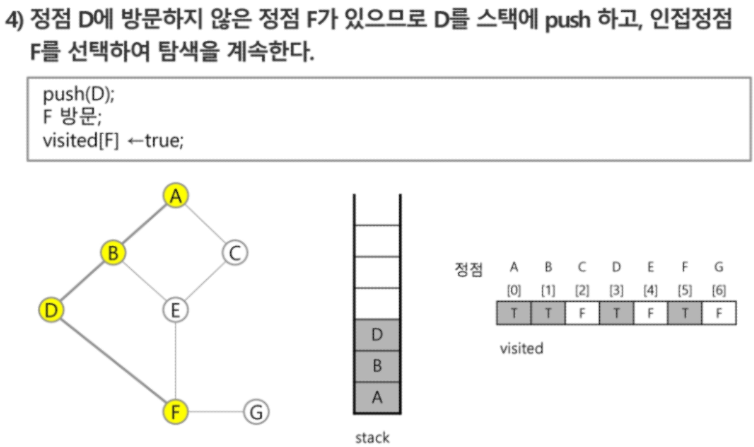 4) 정점 D에 방문하지 않은 정점 F가 있으므로 D를 스택에 push 하고, 인접정점
F를 선택하여 탐색을 계속한다.
push(D);
F 방문;
visited[F] ←true;
A
B
C
D
E
F
G
D
B
A
stack
정점 A B C D E F G
[0] [1] [2] [3] [4] [5] [6]
T T F T F T F
visited